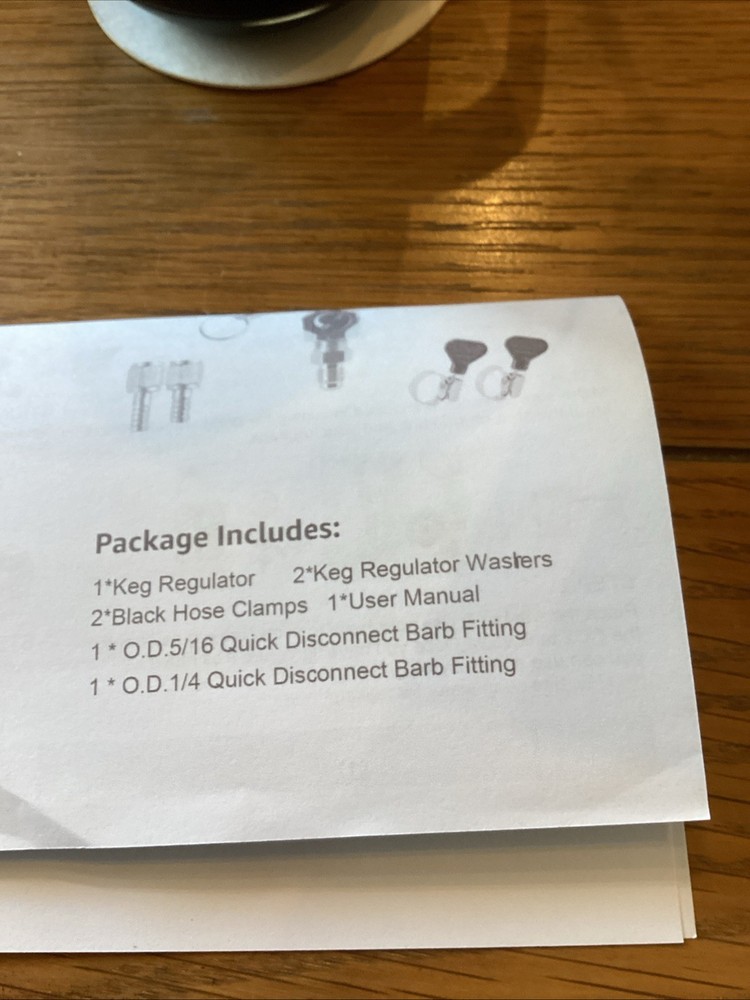 Package Includes:
1*Keg Regulator 2*Keg Regulator Washers
2*Black Hose Clamps 1*User Manual
1 * O.D.5/16 Quick Disconnect Barb Fitting
1 * O.D.1/4 Quick Disconnect Barb Fitting